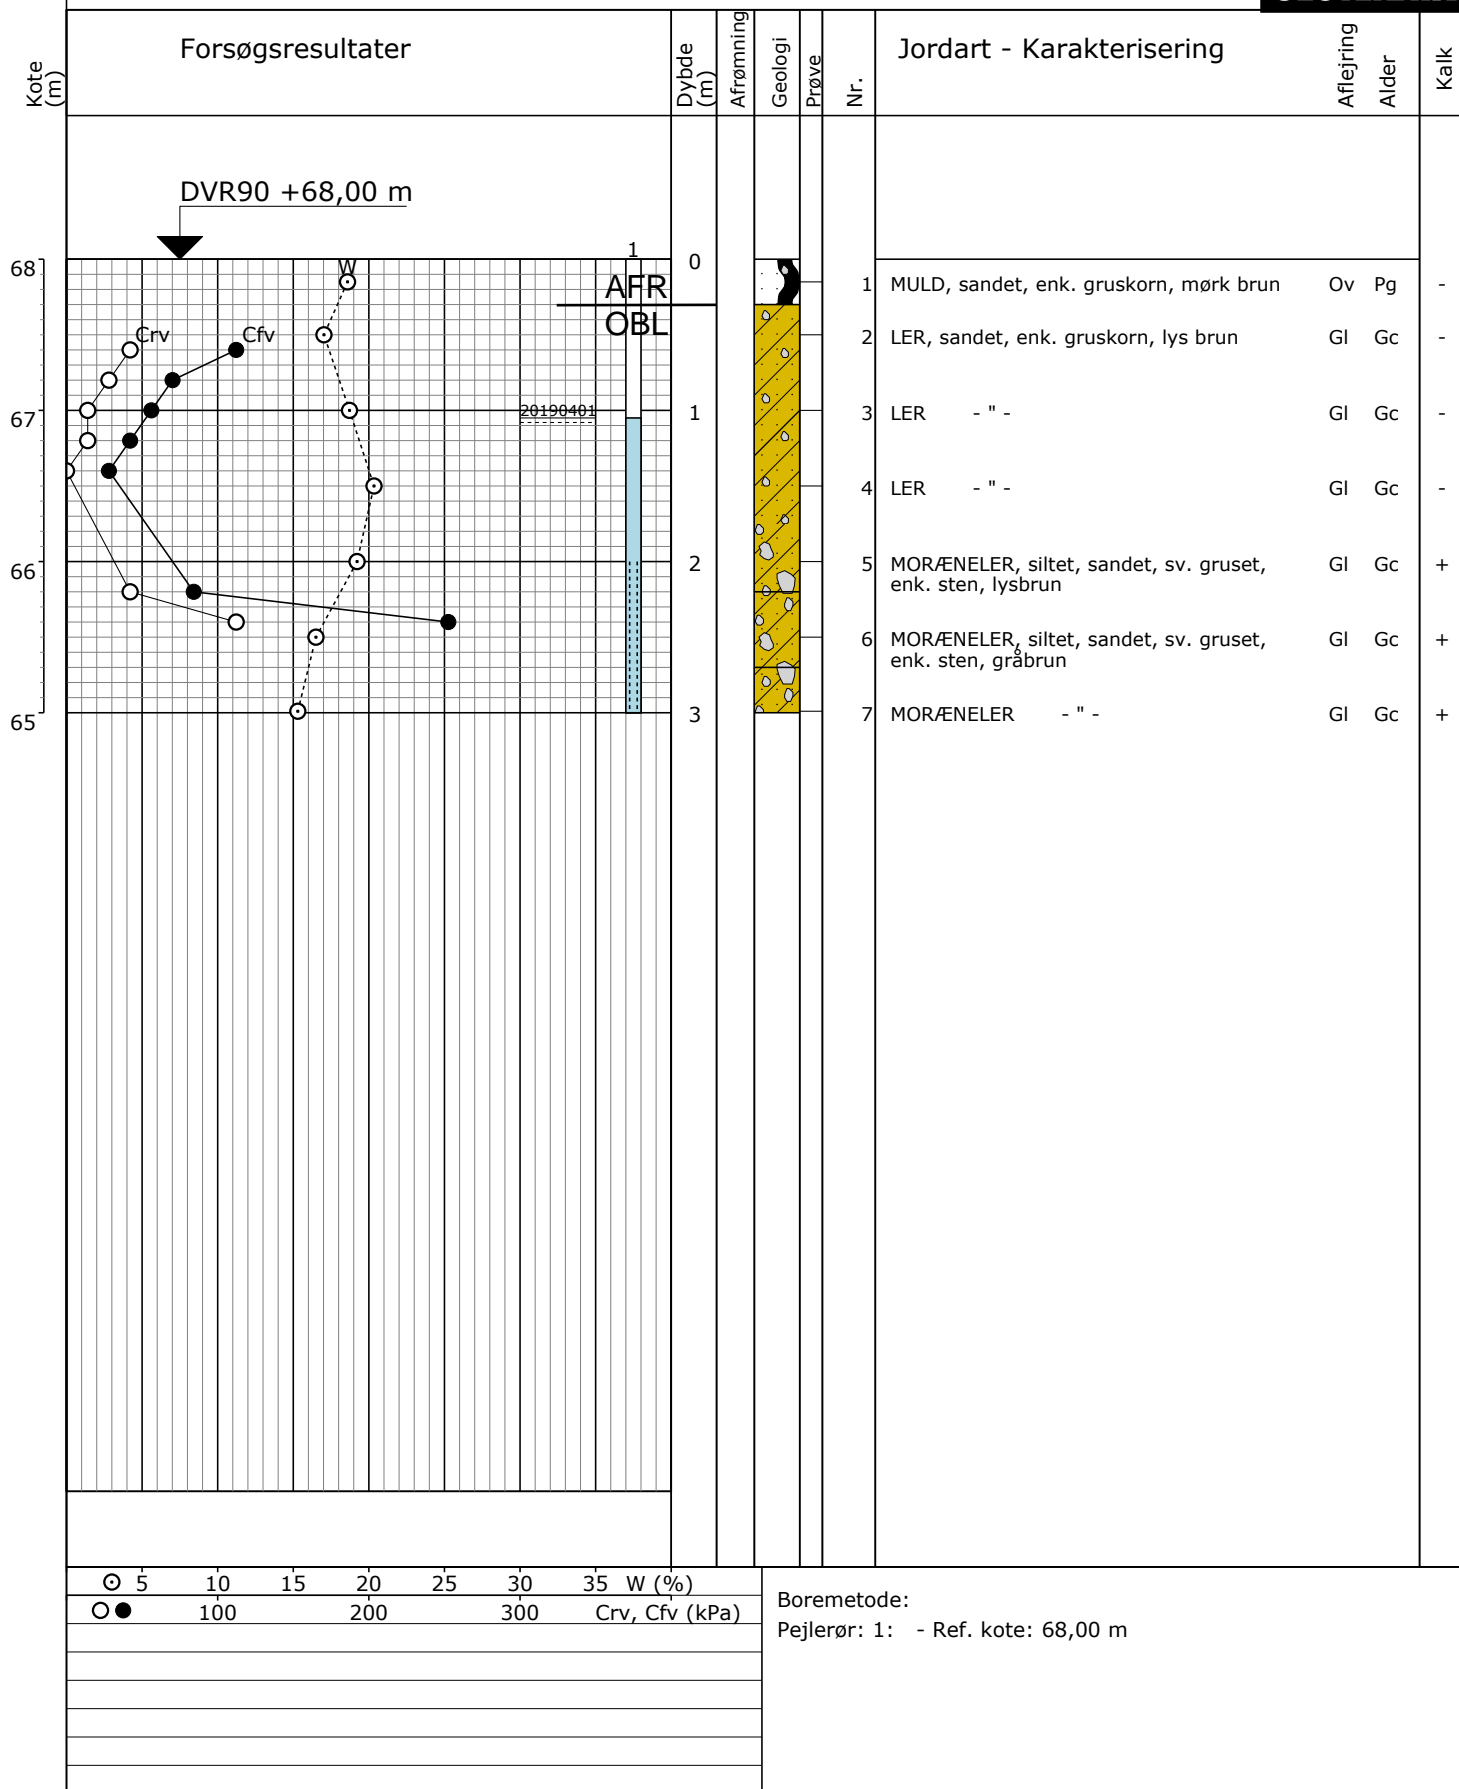 Forsøgsresultater
Jordart - Karakterisering
Kote (m)
Dybde (m)
Afrømning
Geologi
Prøve
Nr.
Aflejring
Alder
Kalk
DVR90 +68,00 m
68
W
1
0
AFR
OBL
Crv
Cfv
67
20190401
1
66
2
65
3
1 MULD, sandet, enk. gruskorn, mørk brun Ov Pg -
2 LER, sandet, enk. gruskorn, lys brun Gl Gc -
3 LER - " - Gl Gc -
4 LER - " - Gl Gc -
5 MORÆNELER, siltet, sandet, sv. gruset, Gl Gc +
enk. sten, lysbrun
6 MORÆNELER, siltet, sandet, sv. gruset, Gl Gc +
enk. sten, gråbrun
7 MORÆNELER - " - Gl Gc +
5 10 15 20 25 30 35 W (%)
100 200 300 Crv, Cfv (kPa)
Boremetode:
Pejlerør: 1: - Ref. kote: 68,00 m